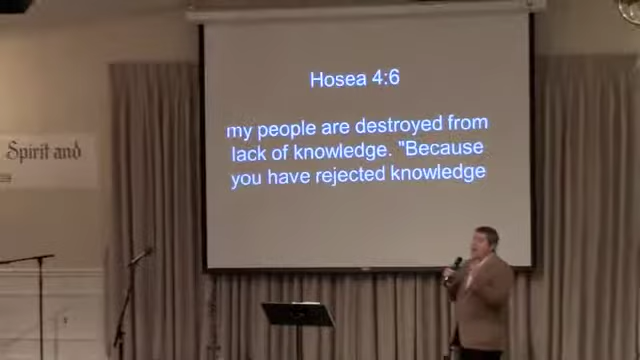 Hosea 4:6
my people are destroyed from
lack of knowledge. "Because
you have rejected knowledge
Spirit and